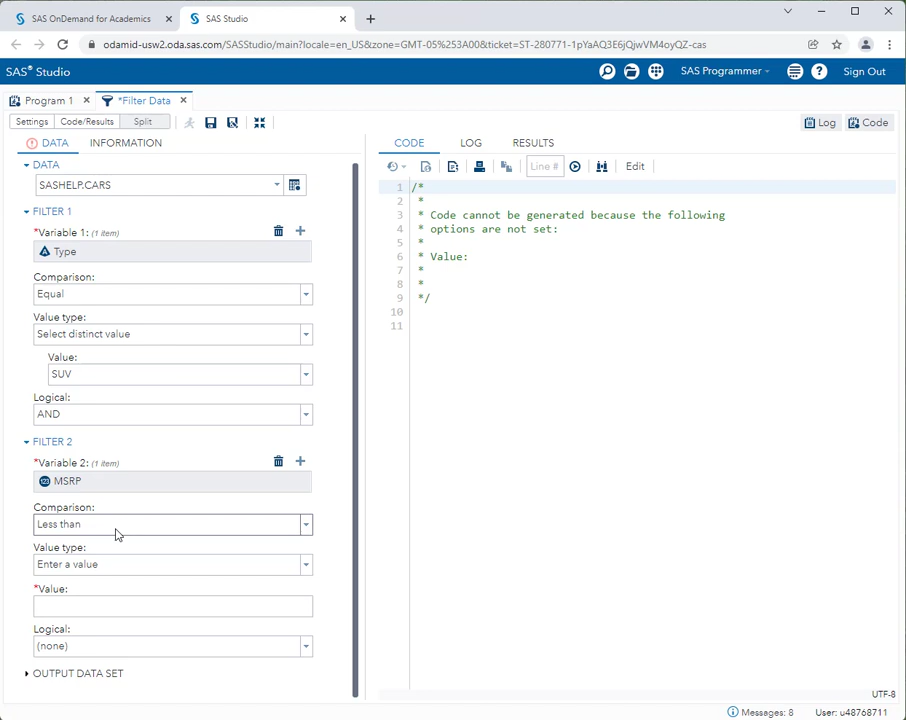 SAS OnDemand for Academics
SAS Studio
odamid-usw2.oda.sas.com/SASStudio/main?locale=en_US&zone=GMT-05%253A00&ticket=ST-280771-1pYaAQ3E6jQjwVM4oyQZ-cas
SAS® Studio
SAS Programmer
Sign Out
Program 1
*Filter Data
Settings
Code/Results
Split
Log
Code
DATA
INFORMATION
CODE
LOG
RESULTS
Line #
Edit
DATA
SASHELP.CARS
FILTER 1
*Variable 1: (1 item)
Type
Comparison:
Equal
Value type:
Select distinct value
Value:
SUV
Logical:
AND
FILTER 2
*Variable 2: (1 item)
123 MSRP
Comparison:
Less than
Value type:
Enter a value
*Value:
Logical:
(none)
OUTPUT DATA SET
1 /*
2 *
3 * Code cannot be generated because the following
4 * options are not set:
5 *
6 * Value:
7 *
8 *
9 */
10
11
UTF-8
Messages: 8
User: u48768711